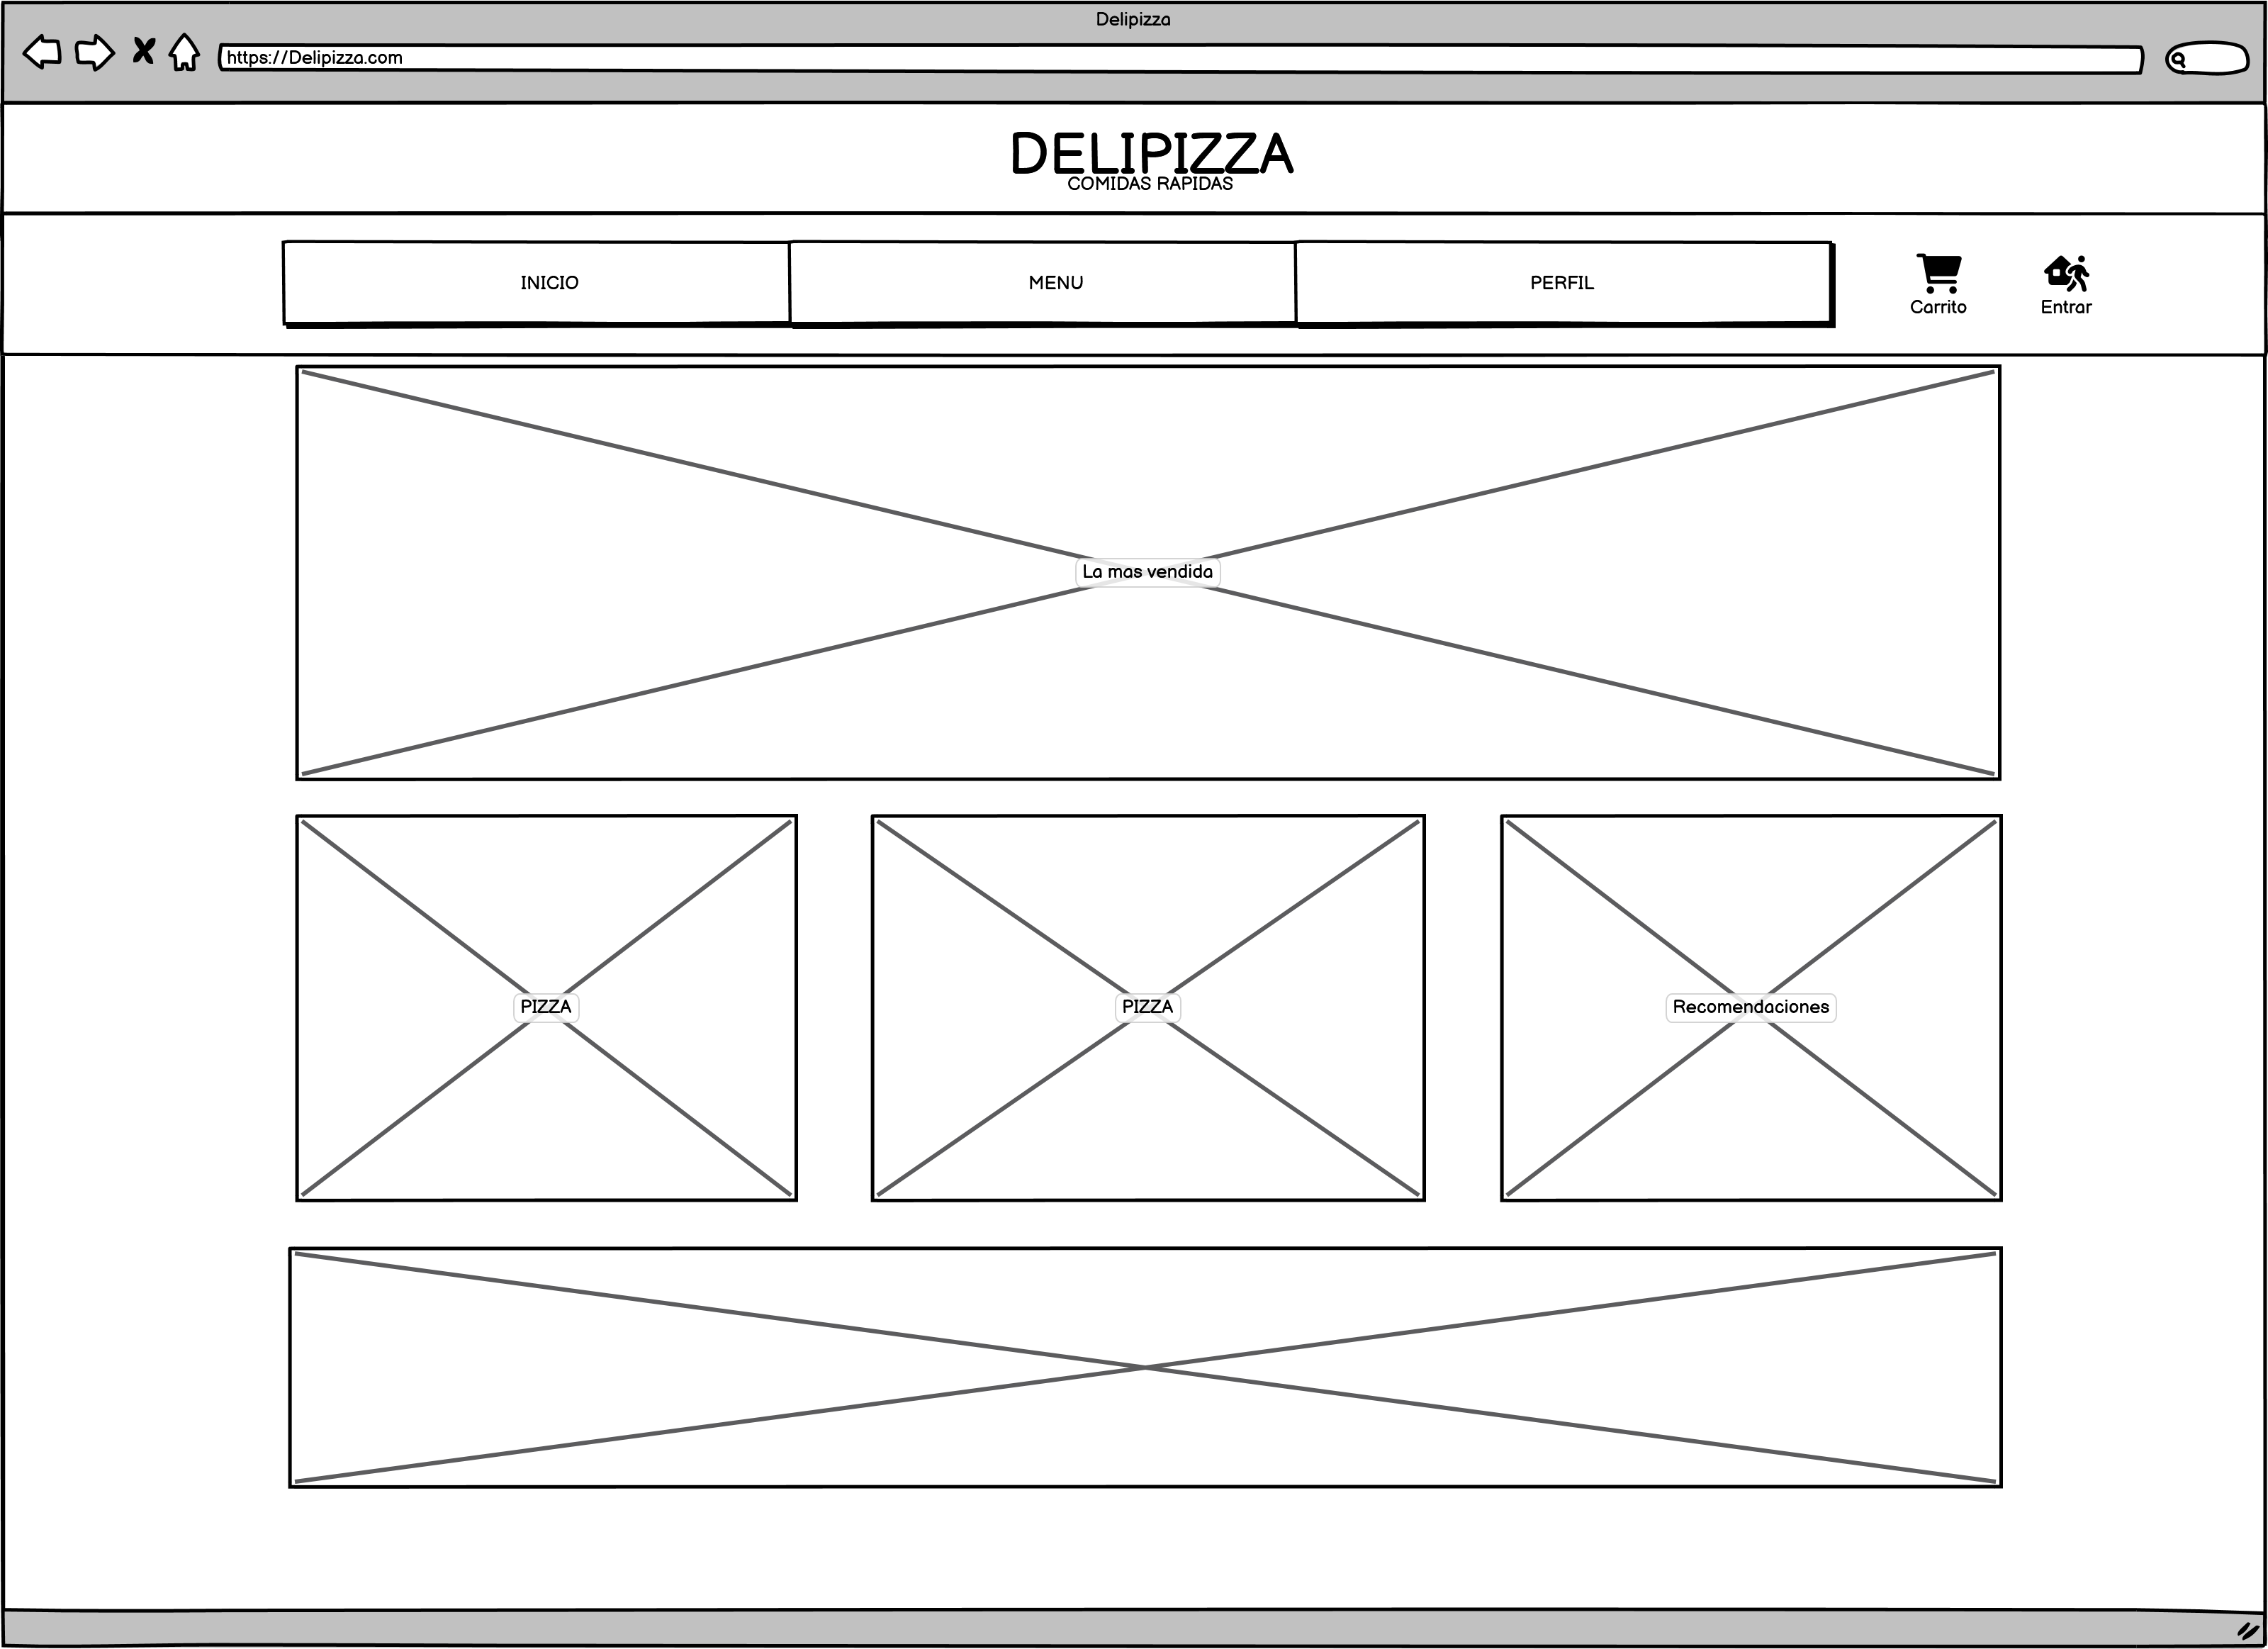 Delipizza
https://Delipizza.com
DELIPIZZA
COMIDAS RAPIDAS
INICIO
MENU
PERFIL
Carrito
Entrar
La mas vendida
PIZZA
PIZZA
Recomendaciones